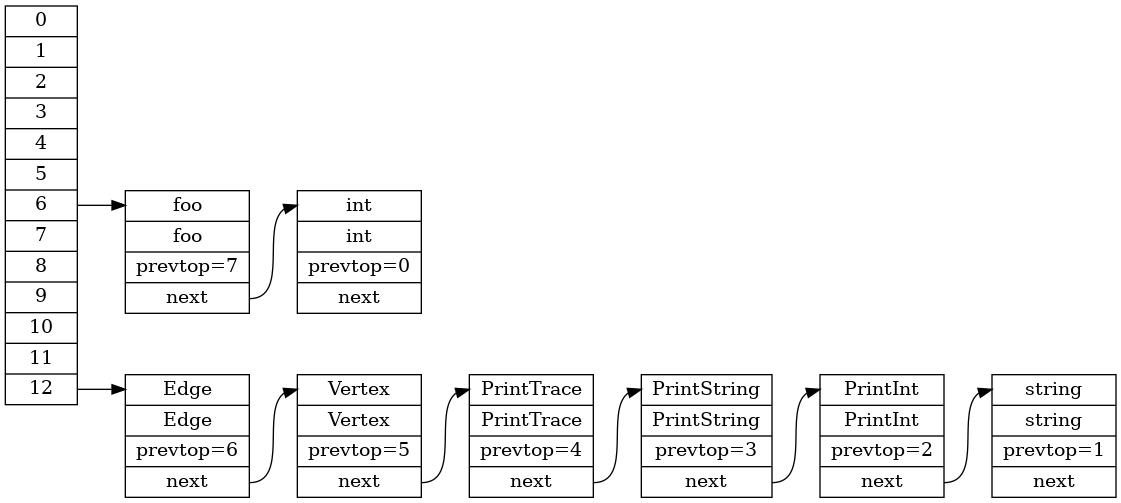 0
1
2
3
4
5
6
7
8
9
10
11
12
foo
foo
prevtop=7
next
int
int
prevtop=0
next
Edge
Edge
prevtop=6
next
Vertex
Vertex
prevtop=5
next
PrintTrace
PrintTrace
prevtop=4
next
PrintString
PrintString
prevtop=3
next
PrintInt
PrintInt
prevtop=2
next
string
string
prevtop=1
next